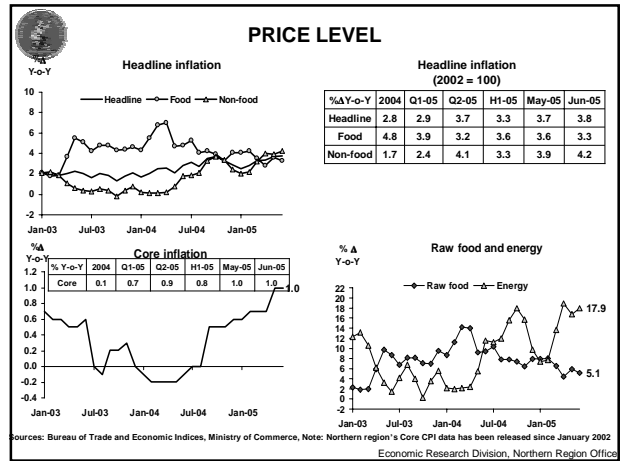 PRICE LEVEL
%Δ
Y-o-Y
Headline inflation
10
8
6
4
2
0
-2
Headline Food Non-food
Jan-03 Jul-03 Jan-04 Jul-04 Jan-05
Headline inflation
(2002 = 100)
%ΔY-o-Y 2004 Q1-05 Q2-05 H1-05 May-05 Jun-05
Headline 2.8 2.9 3.7 3.3 3.7 3.8
Food 4.8 3.9 3.2 3.6 3.6 3.3
Non-food 1.7 2.4 4.1 3.3 3.9 4.2
%Δ
Y-o-Y
Core inflation
% Y-o-Y 2004 Q1-05 Q2-05 H1-05 May-05 Jun-05
Core 0.1 0.7 0.9 0.8 1.0 1.0
1.0
1.2
1.0
0.8
0.6
0.4
0.2
0.0
-0.2
-0.4
Jan-03 Jul-03 Jan-04 Jul-04 Jan-05
% Δ
Y-o-Y
Raw food and energy
Raw food Energy
22
20
18
16
14
12
10
8
6
4
2
0
-2
17.9
5.1
Jan-03 Jul-03 Jan-04 Jul-04 Jan-05
Sources: Bureau of Trade and Economic Indices, Ministry of Commerce, Note: Northern region's Core CPI data has been released since January 2002
Economic Research Division, Northern Region Office